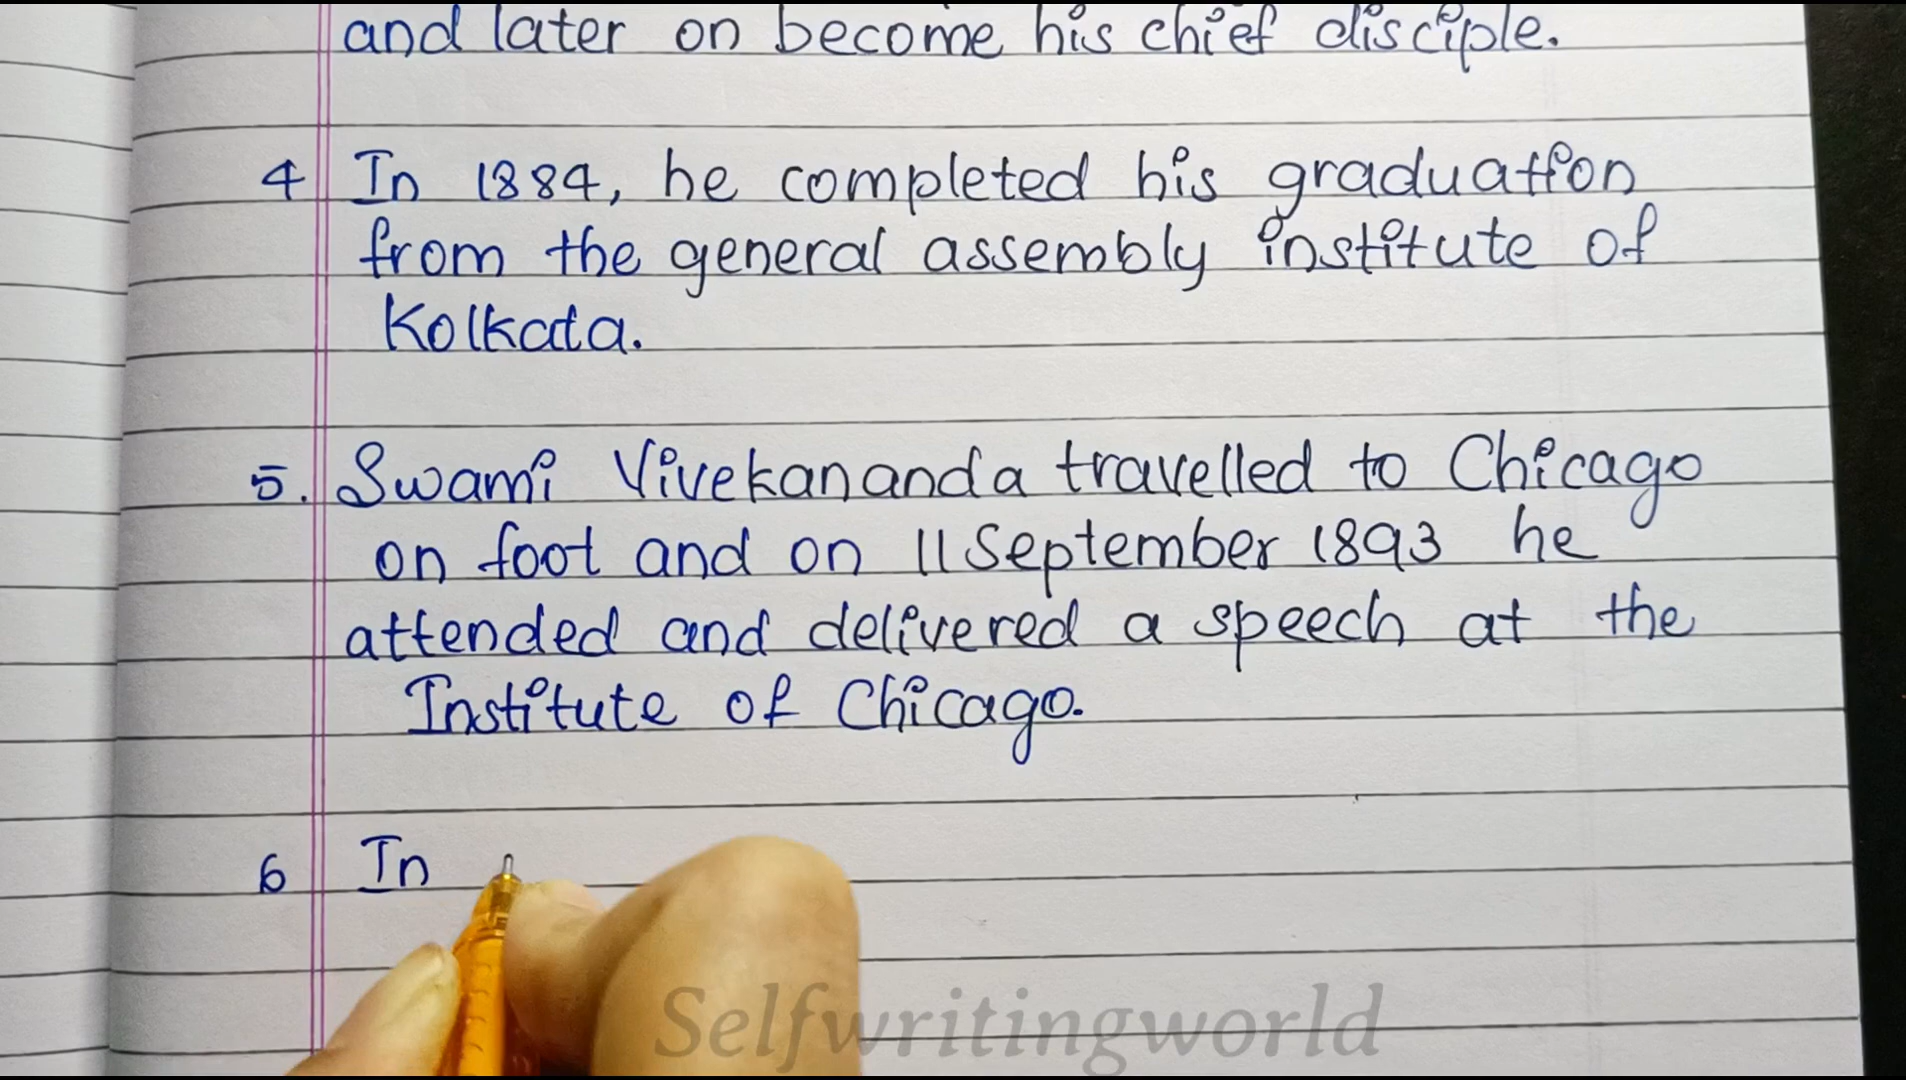 and later on become his chief disciple.
4 In 1884, he completed his graduation
from the general assembly institute of
Kolkata.
5. Swami Vivekananda travelled to Chicago
on foot and on 11 September 1893 he
attended and delivered a speech at the
Institute of Chicago.
6 In
Selfwritingworld